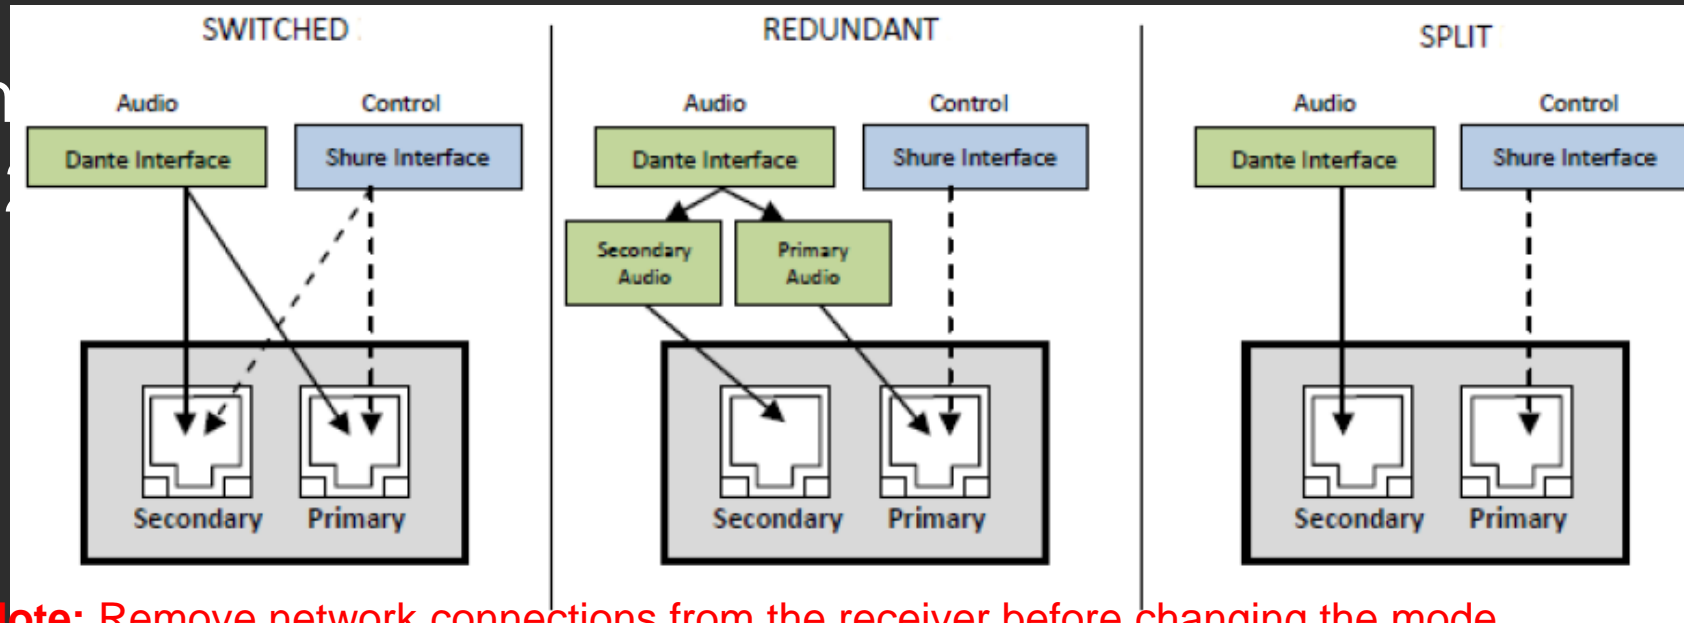 SWITCHED
Audio
Control
Dante Interface
Shure Interface
Secondary
Primary
REDUNDANT
Audio
Control
Dante Interface
Shure Interface
Secondary
Audio
Primary
Audio
Secondary
Primary
SPLIT
Audio
Control
Dante Interface
Shure Interface
Secondary
Primary
Remove network connections from the receiver before changing the mode